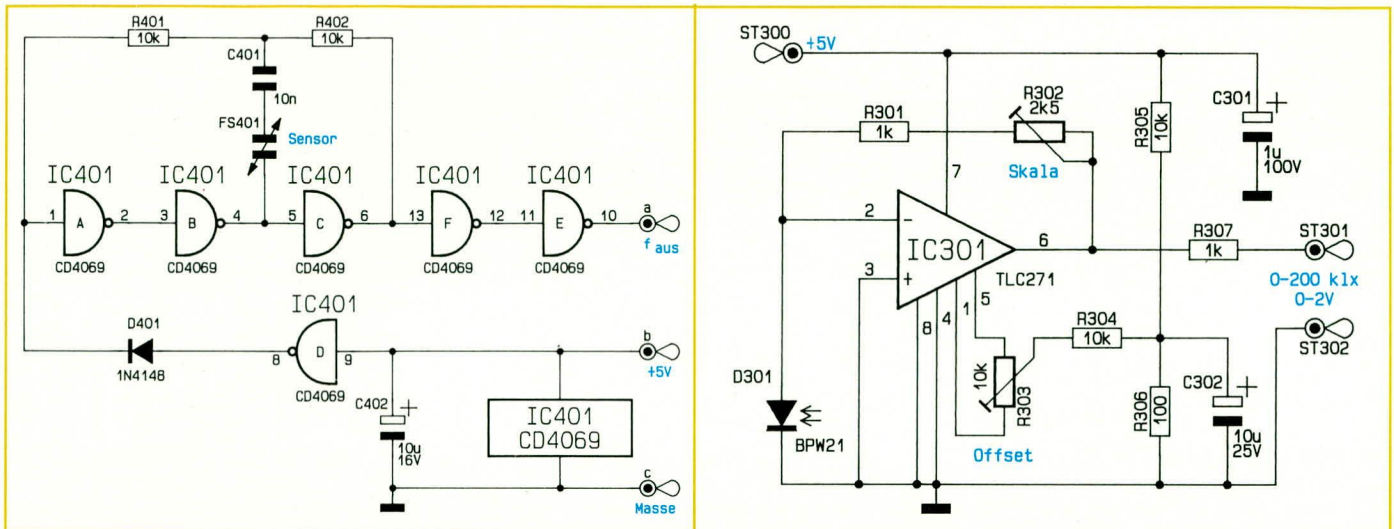 R401
10k
R402
10k
C401
10n
FS401
Sensor
IC401
IC401
IC401
IC401
IC401
1
A
2
3
B
4
5
C
6
13
F
12
11
E
10
a
f aus
CD4069
CD4069
CD4069
CD4069
CD4069
IC401
D401
1N4148
8
D
9
CD4069
b
+5V
C402
+
10u
16V
IC401
CD4069
c
Masse
ST300
+5V
R301
1k
R302
2k5
Skala
R305
10k
C301
+
1u
100V
7
2
-
3
+
IC301
6
TLC271
R307
1k
ST301
0-200 klx
0-2V
ST302
8
4
1
5
10k
R303
Offset
R304
10k
D301
BPW21
R306
100
C302
+
10u
25V